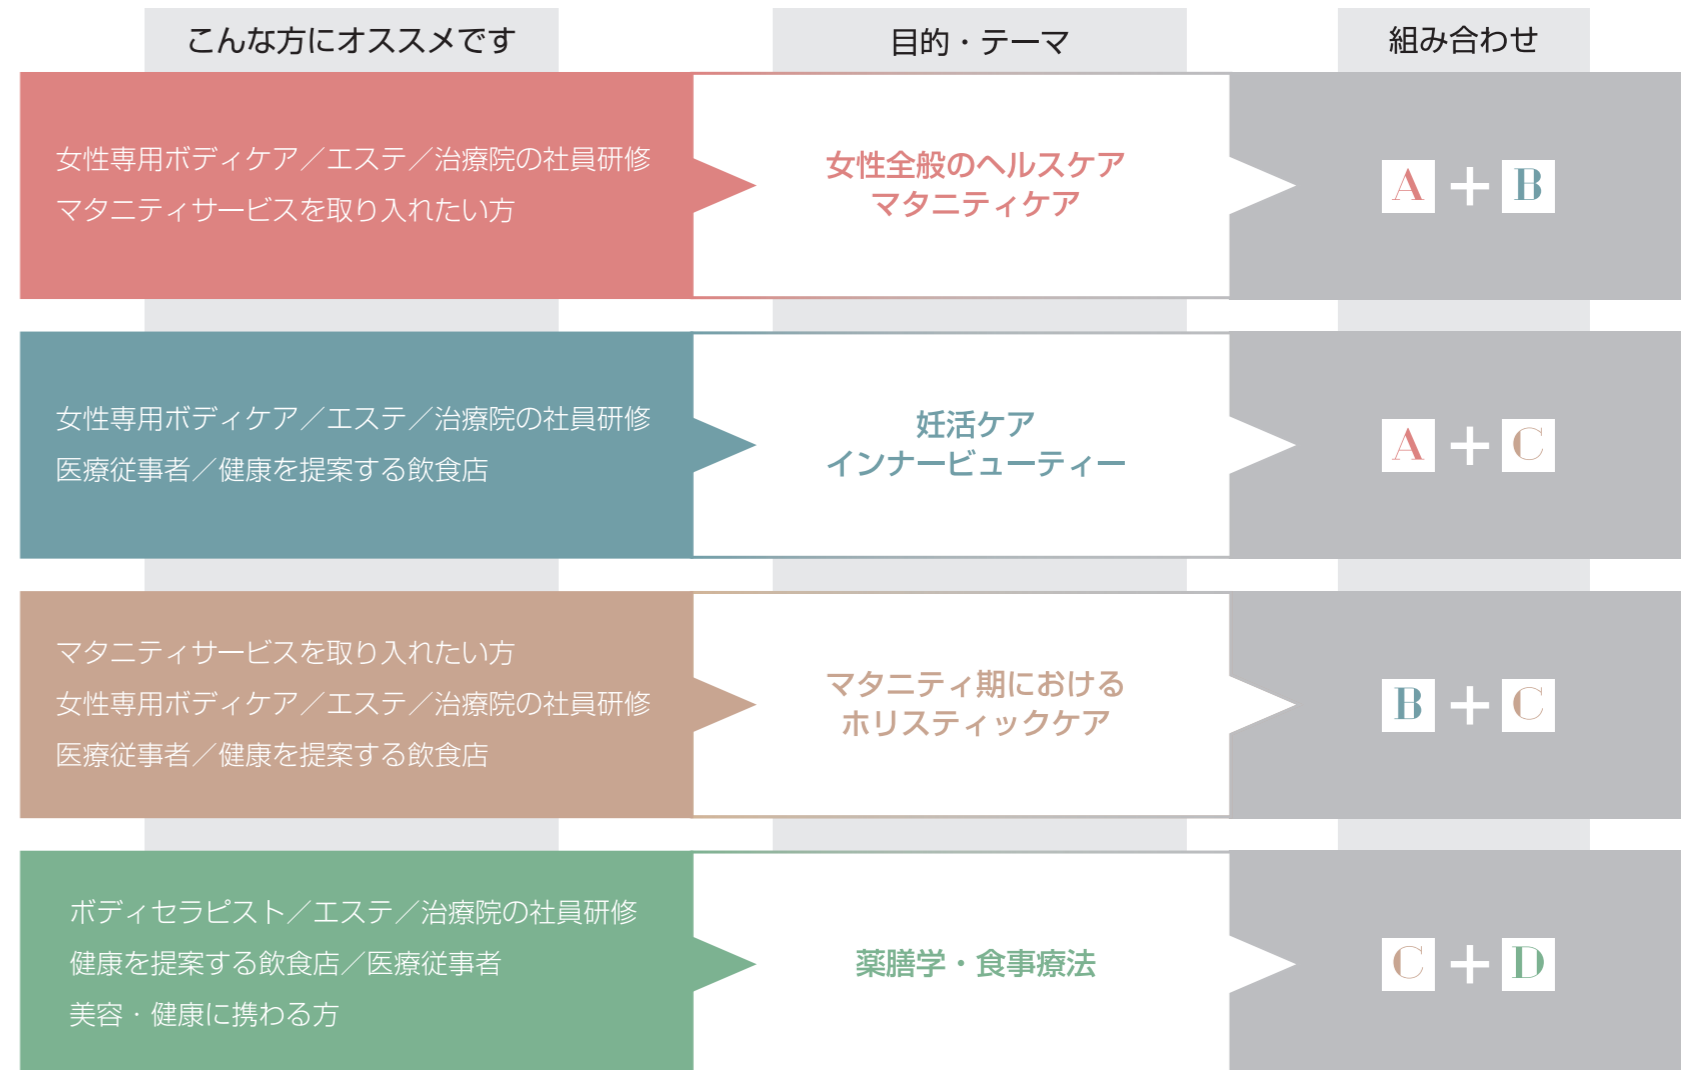 こんな方にオススメです
目的・テーマ
組み合わせ
女性専用ボディケア／エステ／治療院の社員研修
マタニティサービスを取り入れたい方
女性全般のヘルスケア
マタニティケア
A + B
女性専用ボディケア／エステ／治療院の社員研修
医療従事者／健康を提案する飲食店
妊活ケア
インナービューティー
A + C
マタニティサービスを取り入れたい方
女性専用ボディケア／エステ／治療院の社員研修
医療従事者／健康を提案する飲食店
マタニティ期における
ホリスティックケア
B + C
ボディセラピスト／エステ／治療院の社員研修
健康を提案する飲食店／医療従事者
美容・健康に携わる方
薬膳学・食事療法
C + D